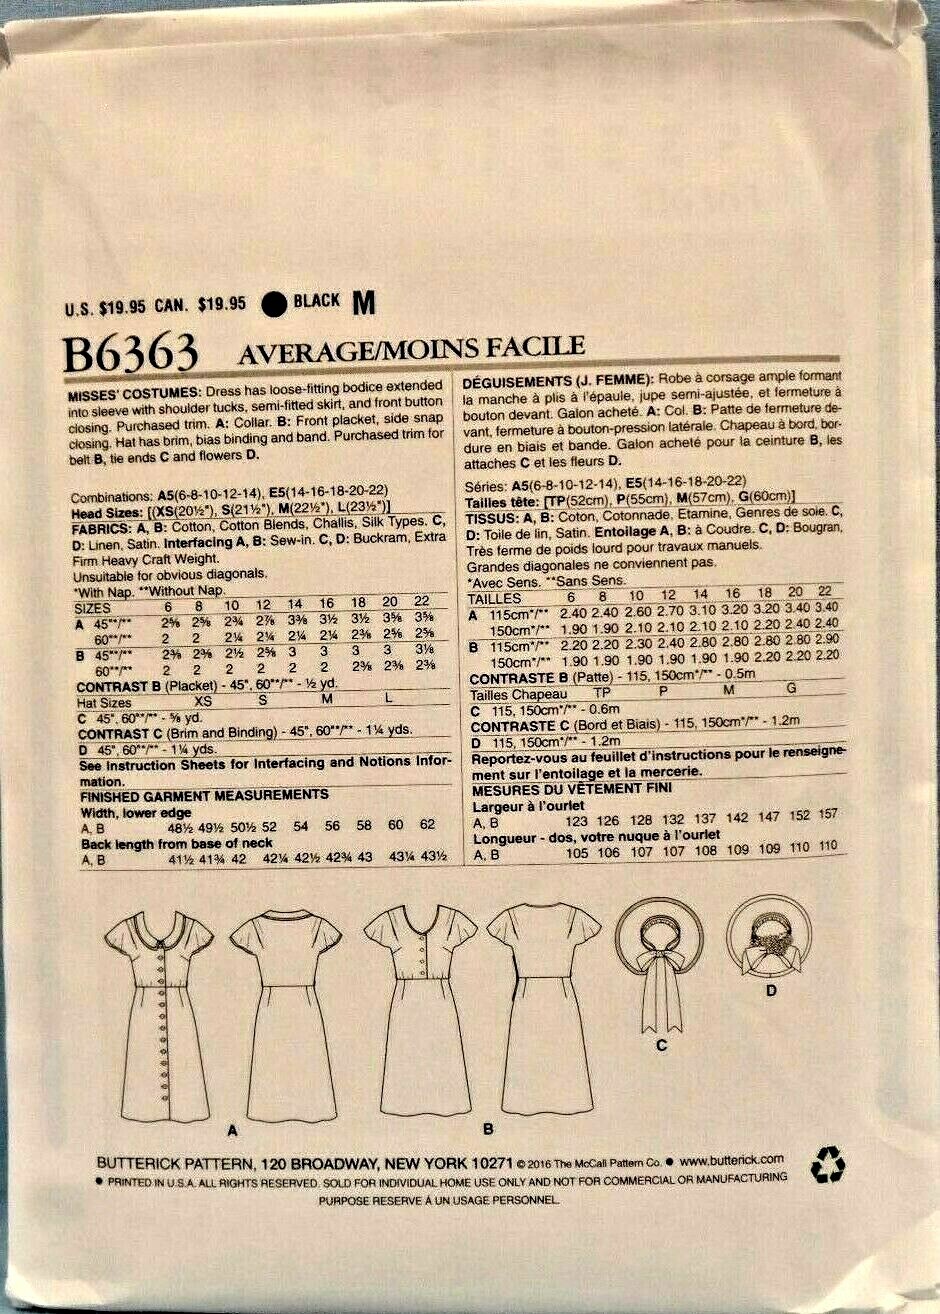 U.S. $19.95 CAN. $19.95 BLACK M
B6363 AVERAGE/MOINS FACILE
MISSES' COSTUMES: Dress has loose-fitting bodice extended
into sleeve with shoulder tucks, semi-fitted skirt, and front button
closing. Purchased trim. A: Collar. B: Front placket, side snap
closing. Hat has brim, bias binding and band. Purchased trim for
belt B, tie ends C and flowers D.
Combinations: A5(6-8-10-12-14), E5(14-16-18-20-22)
Head Sizes: [(XS(20½"), S(21½"), M(22½"), L(23½")]
FABRICS: A, B: Cotton, Cotton Blends, Challis, Silk Types. C,
D: Linen, Satin. Interfacing A, B: Sew-in. C, D: Buckram, Extra
Firm Heavy Craft Weight.
Unsuitable for obvious diagonals.
*With Nap. **Without Nap.
SIZES 6 8 10 12 14 16 18 20 22
A 45"*/** 2⅝ 2⅝ 2¾ 2⅞ 3⅜ 3½ 3½ 3⅝ 3⅝
60"*/** 2 2 2¼ 2¼ 2¼ 2¼ 2⅜ 2⅝ 2⅝
B 45"*/** 2⅜ 2⅜ 2½ 2⅝ 3 3 3 3 3⅛
60"*/** 2 2 2 2 2 2 2⅜ 2⅜ 2⅜
CONTRAST B (Placket) - 45", 60"*/** - ½ yd.
Hat Sizes XS S M L
C 45", 60"*/** - ⅝ yd.
CONTRAST C (Brim and Binding) - 45", 60"*/** - 1¼ yds.
D 45", 60"*/** - 1¼ yds.
See Instruction Sheets for Interfacing and Notions Infor-
mation.
FINISHED GARMENT MEASUREMENTS
Width, lower edge
A, B 48½ 49½ 50½ 52 54 56 58 60 62
Back length from base of neck
A, B 41½ 41¾ 42 42¼ 42½ 42¾ 43 43¼ 43½
DÉGUISEMENTS (J. FEMME): Robe à corsage ample formant
la manche à plis à l'épaule, jupe semi-ajustée, et fermeture à
bouton devant. Galon acheté. A: Col. B: Patte de fermeture de-
vant, fermeture à bouton-pression latérale. Chapeau à bord, bor-
dure en biais et bande. Galon acheté pour la ceinture B, les
attaches C et les fleurs D.
Séries: A5(6-8-10-12-14), E5(14-16-18-20-22)
Tailles tête: [TP(52cm), P(55cm), M(57cm), G(60cm)]
TISSUS: A, B: Coton, Cotonnade, Etamine, Genres de soie. C,
D: Toile de lin, Satin. Entoilage A, B: à Coudre. C, D: Bougran,
Très ferme de poids lourd pour travaux manuels.
Grandes diagonales ne conviennent pas.
*Avec Sens. **Sans Sens.
TAILLES 6 8 10 12 14 16 18 20 22
A 115cm*/** 2.40 2.40 2.60 2.70 3.10 3.20 3.20 3.40 3.40
150cm*/** 1.90 1.90 2.10 2.10 2.10 2.10 2.20 2.40 2.40
B 115cm*/** 2.20 2.20 2.30 2.40 2.80 2.80 2.80 2.80 2.90
150cm*/** 1.90 1.90 1.90 1.90 1.90 1.90 2.20 2.20 2.20
CONTRASTE B (Patte) - 115, 150cm*/** - 0.5m
Tailles Chapeau TP P M G
C 115, 150cm*/** - 0.6m
CONTRASTE C (Bord et Biais) - 115, 150cm*/** - 1.2m
D 115, 150cm*/** - 1.2m
Reportez-vous au feuillet d'instructions pour le renseigne-
ment sur l'entoilage et la mercerie.
MESURES DU VÊTEMENT FINI
Largeur à l'ourlet
A, B 123 126 128 132 137 142 147 152 157
Longueur - dos, votre nuque à l'ourlet
A, B 105 106 107 107 108 109 109 110 110
A
B
C
D
BUTTERICK PATTERN, 120 BROADWAY, NEW YORK 10271 © 2016 The McCall Pattern Co. ● www.butterick.com
● PRINTED IN U.S.A. ALL RIGHTS RESERVED. SOLD FOR INDIVIDUAL HOME USE ONLY AND NOT FOR COMMERCIAL OR MANUFACTURING
PURPOSE RESERVE À UN USAGE PERSONNEL.